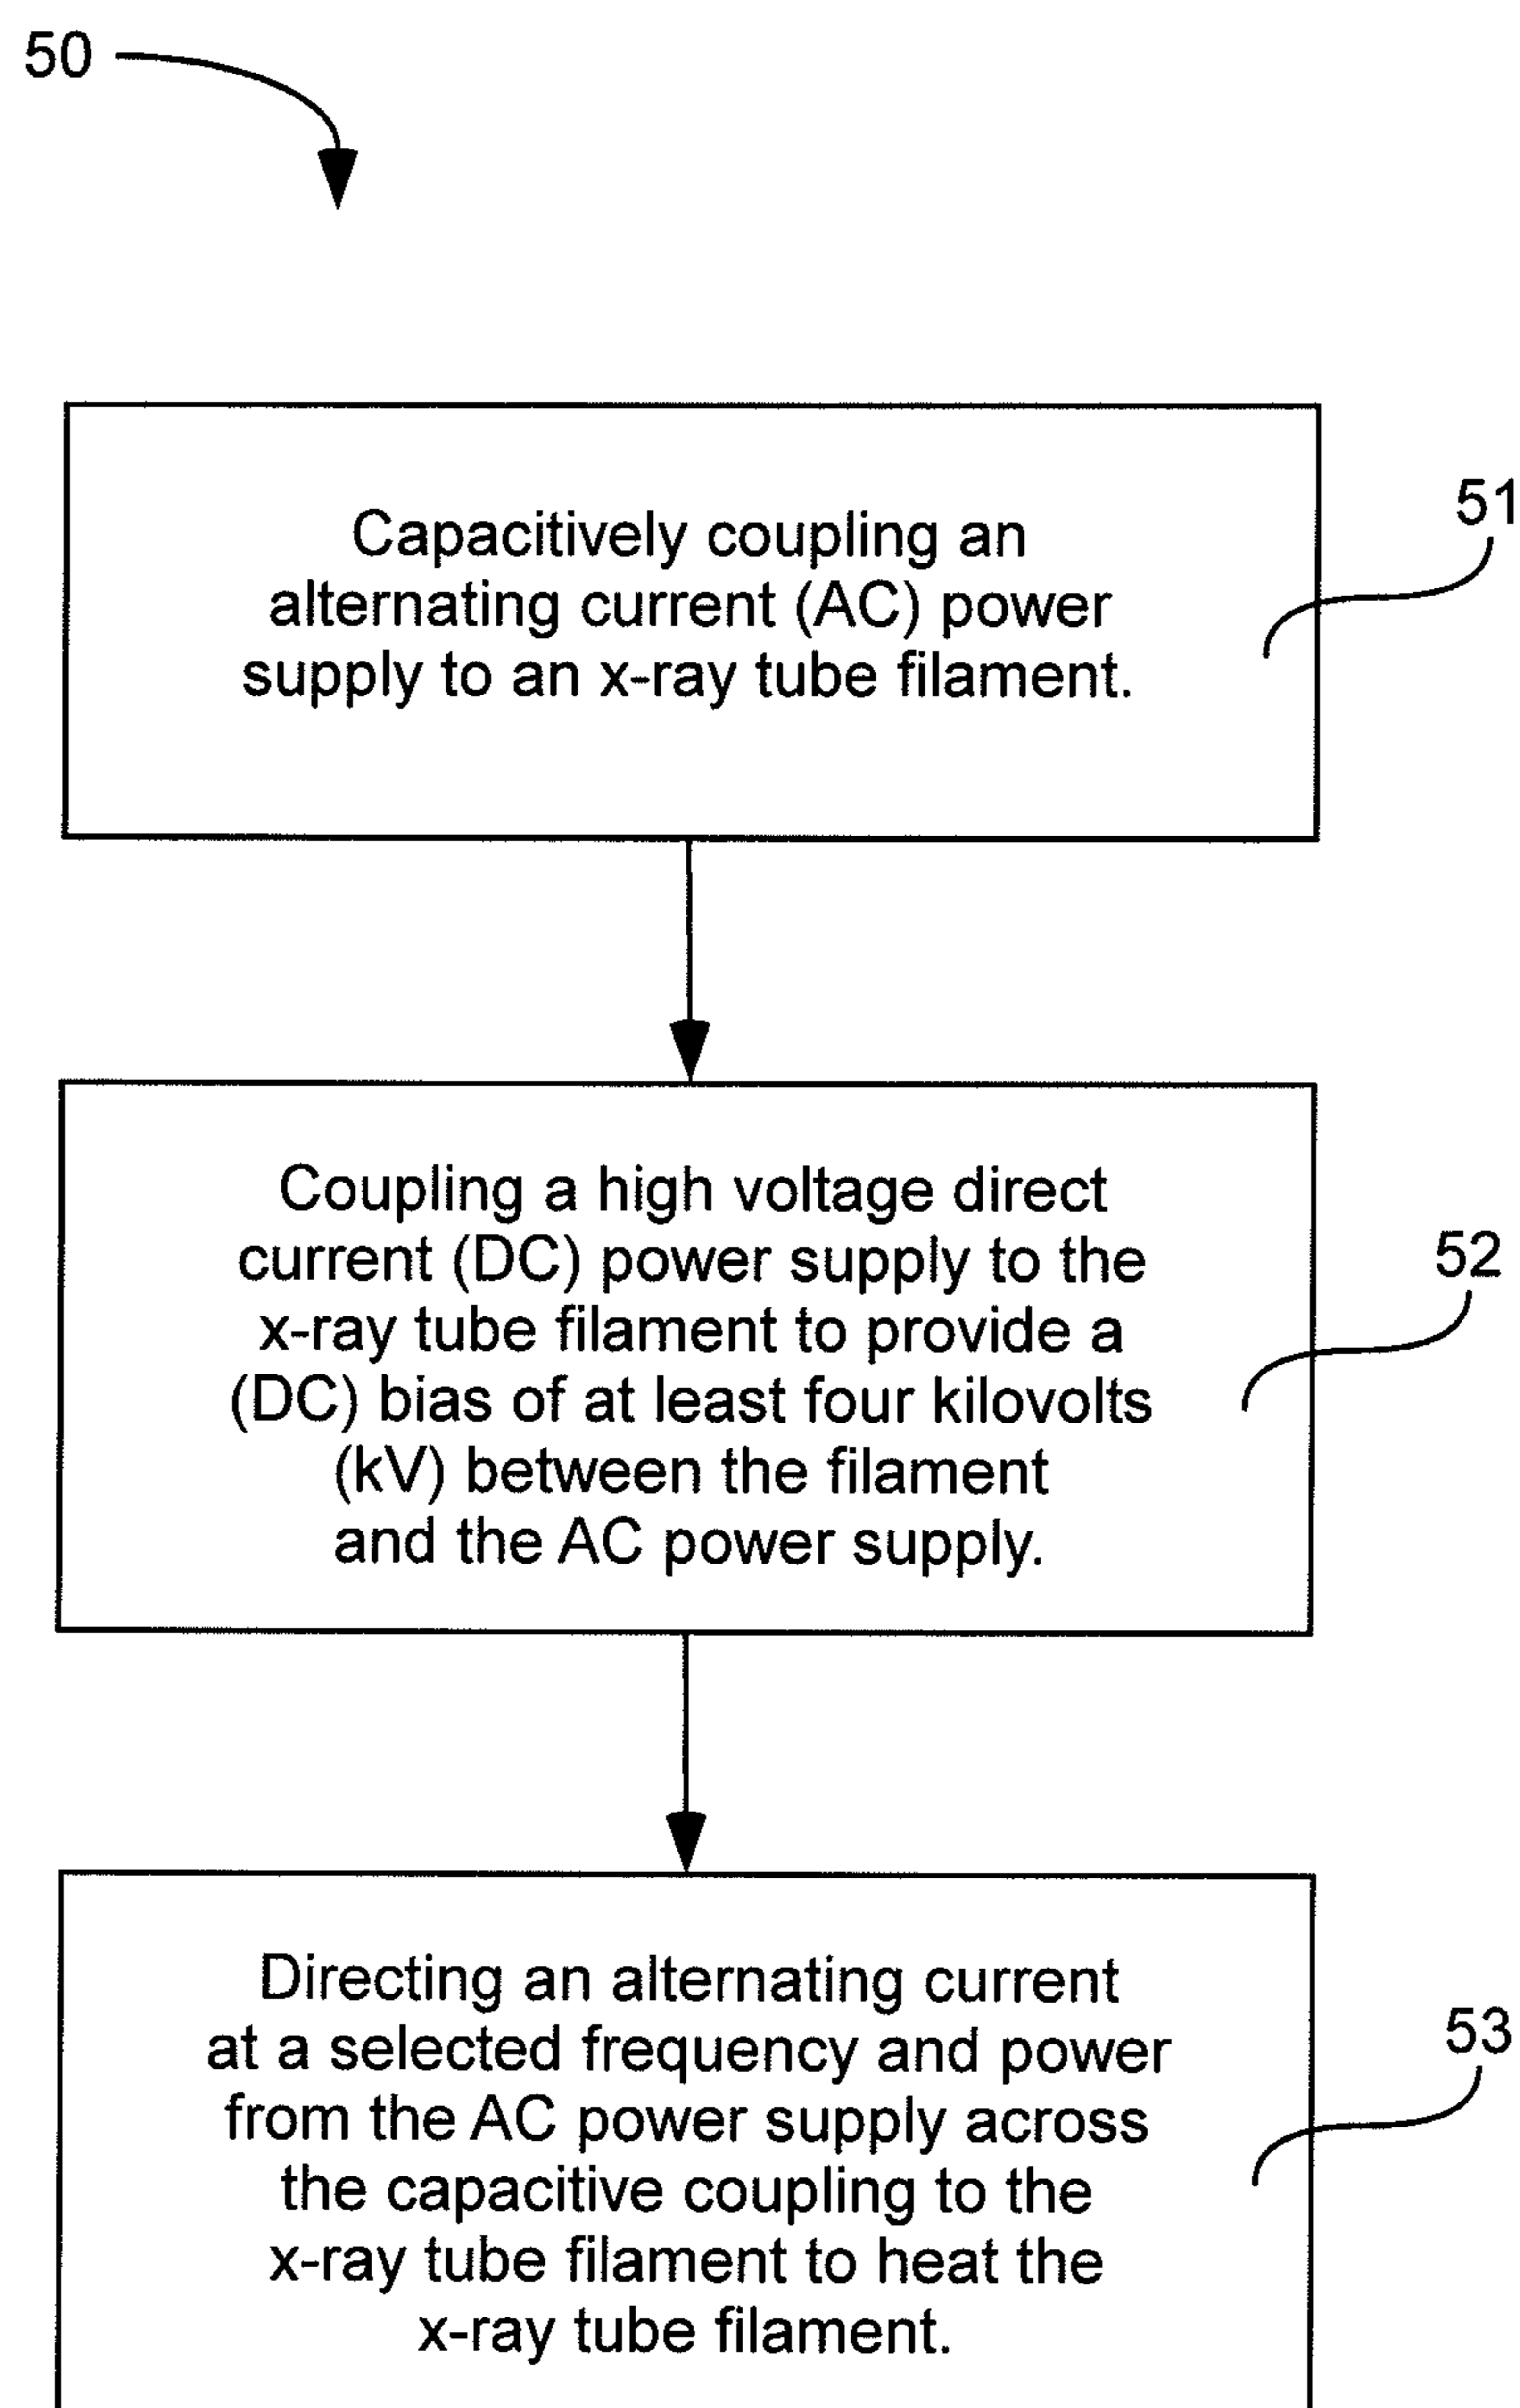 50
Capacitively coupling an
alternating current (AC) power
supply to an x-ray tube filament.
51
Coupling a high voltage direct
current (DC) power supply to the
x-ray tube filament to provide a
(DC) bias of at least four kilovolts
(kV) between the filament
and the AC power supply.
52
Directing an alternating current
at a selected frequency and power
from the AC power supply across
the capacitive coupling to the
x-ray tube filament to heat the
x-ray tube filament.
53